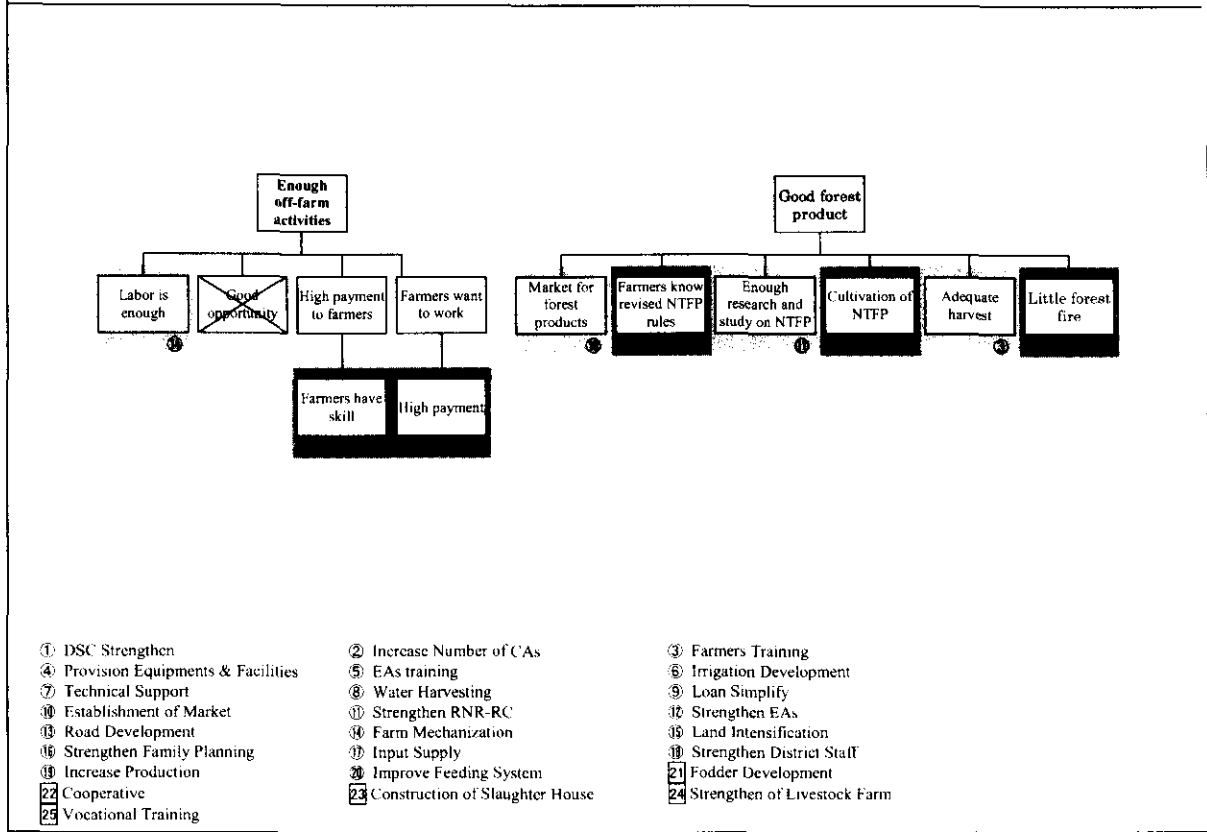 Enough
off-farm
activities
Good forest
product
Labor is
enough
Good
opportunity
High payment
to farmers
Farmers want
to work
Market for
forest
products
Farmers know
revised NTFP
rules
Enough
research and
study on NTFP
Cultivation of
NTFP
Adequate
harvest
Little forest
fire
⑭
⑪
③
Farmers have
skill
High payment
① DSC Strengthen ② Increase Number of CAs ③ Farmers Training
④ Provision Equipments & Facilities ⑤ EAs training ⑥ Irrigation Development
⑦ Technical Support ⑧ Water Harvesting ⑨ Loan Simplify
⑩ Establishment of Market ⑪ Strengthen RNR-RC ⑫ Strengthen EAs
⑬ Road Development ⑭ Farm Mechanization ⑮ Land Intensification
⑯ Strengthen Family Planning ⑰ Input Supply ⑱ Strengthen District Staff
⑲ Increase Production ⑳ Improve Feeding System 21 Fodder Development
22 Cooperative 23 Construction of Slaughter House 24 Strengthen of Livestock Farm
25 Vocational Training